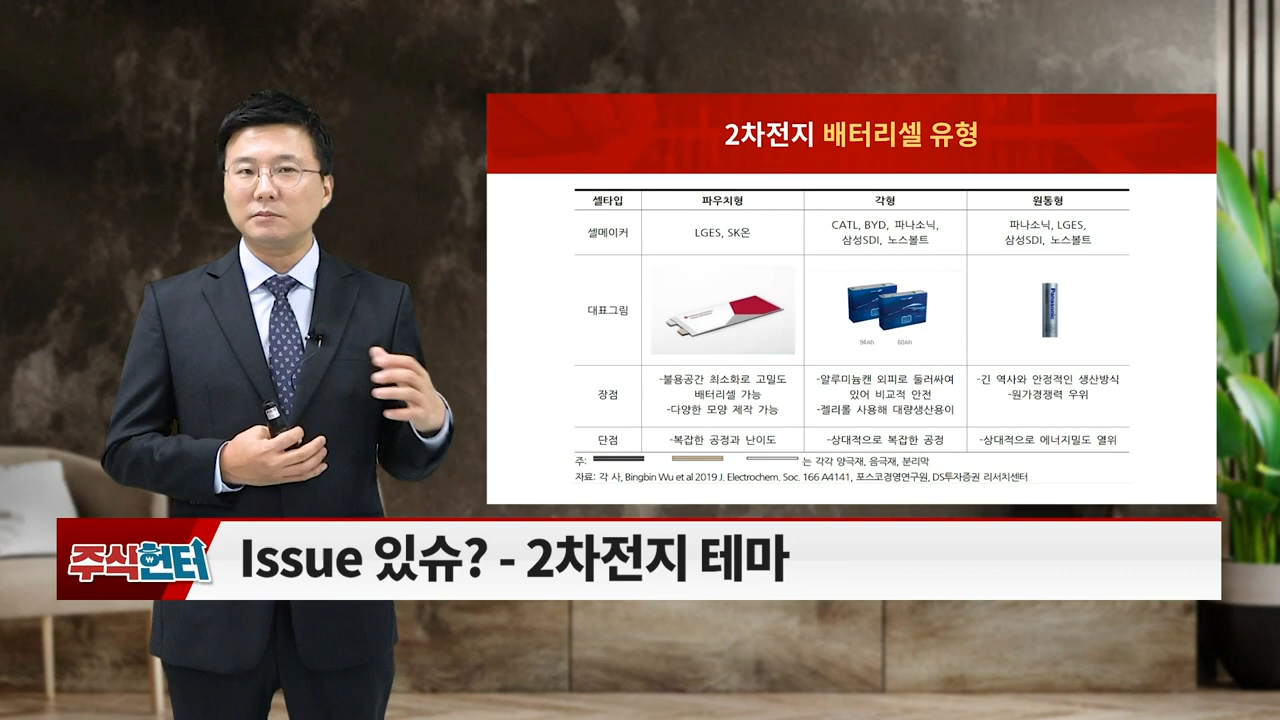 2차전지 배터리셀 유형
셀타입 파우치형 각형 원통형
셀메이커 LGES, SK온 CATL, BYD, 파나소닉, 삼성SDI, 노스볼트 파나소닉, LGES, 삼성SDI, 노스볼트
대표그림
Panasonic
94Ah 60Ah
장점
-불용공간 최소화로 고밀도
배터리셀 가능
-다양한 모양 제작 가능
-알루미늄캔 외피로 둘러싸여
있어 비교적 안전
-젤리롤 사용해 대량생산용이
-긴 역사와 안정적인 생산방식
-원가경쟁력 우위
단점 -복잡한 공정과 난이도 -상대적으로 복잡한 공정 -상대적으로 에너지밀도 열위
주: 는 각각 양극재, 음극재, 분리막
자료: 각 사, Bingbin Wu et al 2019 J. Electrochem. Soc. 166 A4141, 포스코경영연구원, DS투자증권 리서치센터
주식헌터
Issue 있슈? - 2차전지 테마